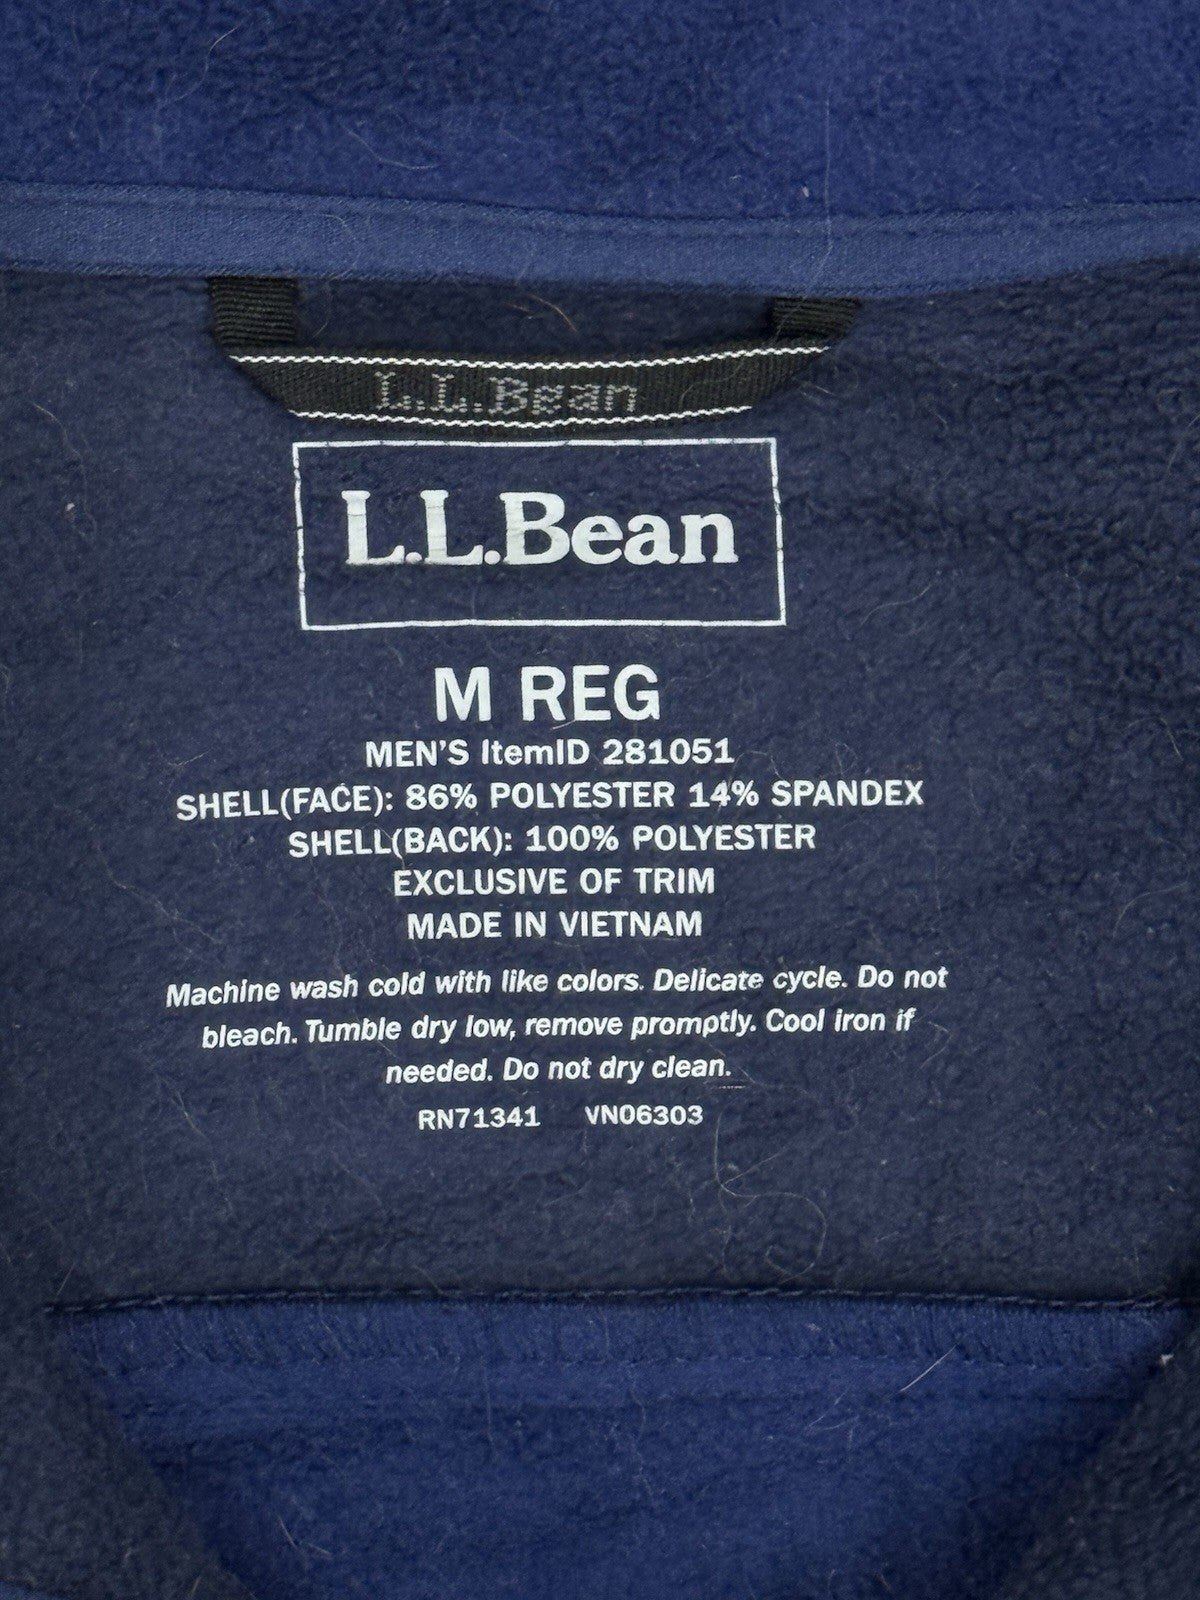 L.L.Bean
L.L.Bean
M REG
MEN'S ItemID 281051
SHELL(FACE): 86% POLYESTER 14% SPANDEX
SHELL(BACK): 100% POLYESTER
EXCLUSIVE OF TRIM
MADE IN VIETNAM
Machine wash cold with like colors. Delicate cycle. Do not
bleach. Tumble dry low, remove promptly. Cool iron if
needed. Do not dry clean.
RN71341 VN06303